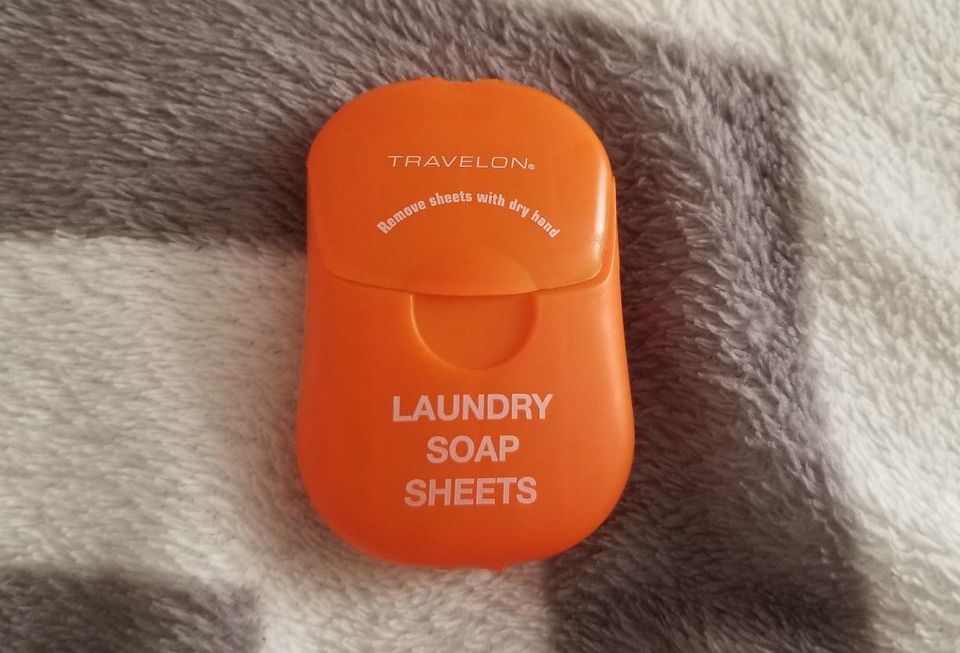 TRAVELON®
Remove sheets with dry hand
LAUNDRY
SOAP
SHEETS